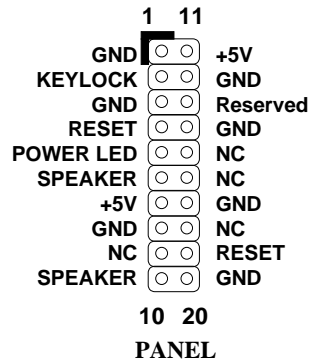 1 11
GND +5V
KEYLOCK GND
GND Reserved
RESET GND
POWER LED NC
SPEAKER NC
+5V GND
GND NC
NC RESET
SPEAKER GND
10 20
PANEL